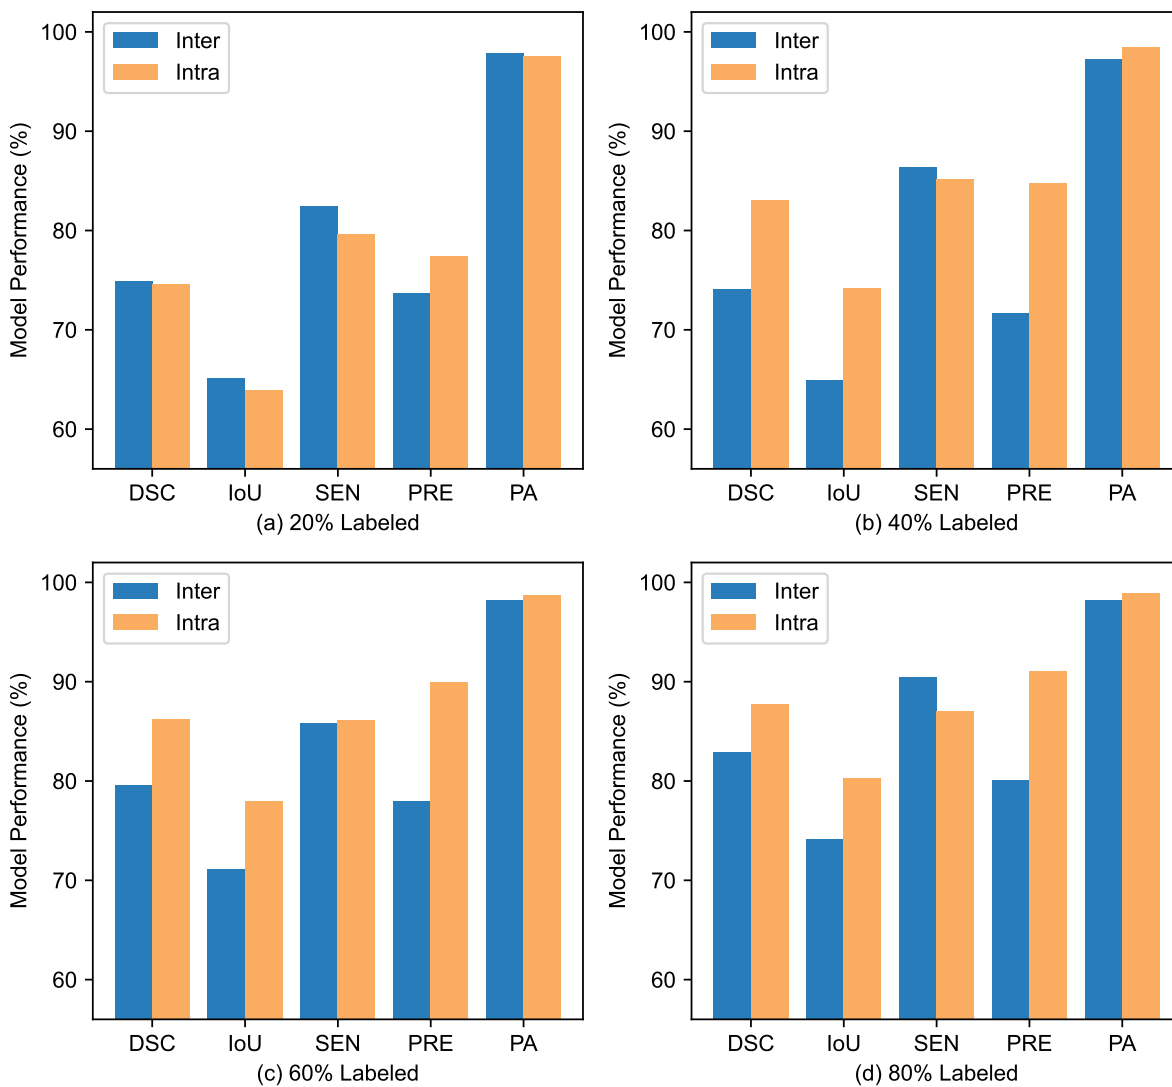 100
90
80
70
60
Model Performance (%)
Inter
Intra
DSC IoU SEN PRE PA
(a) 20% Labeled
100
90
80
70
60
Model Performance (%)
Inter
Intra
DSC IoU SEN PRE PA
(b) 40% Labeled
100
90
80
70
60
Model Performance (%)
Inter
Intra
DSC IoU SEN PRE PA
(c) 60% Labeled
100
90
80
70
60
Model Performance (%)
Inter
Intra
DSC IoU SEN PRE PA
(d) 80% Labeled